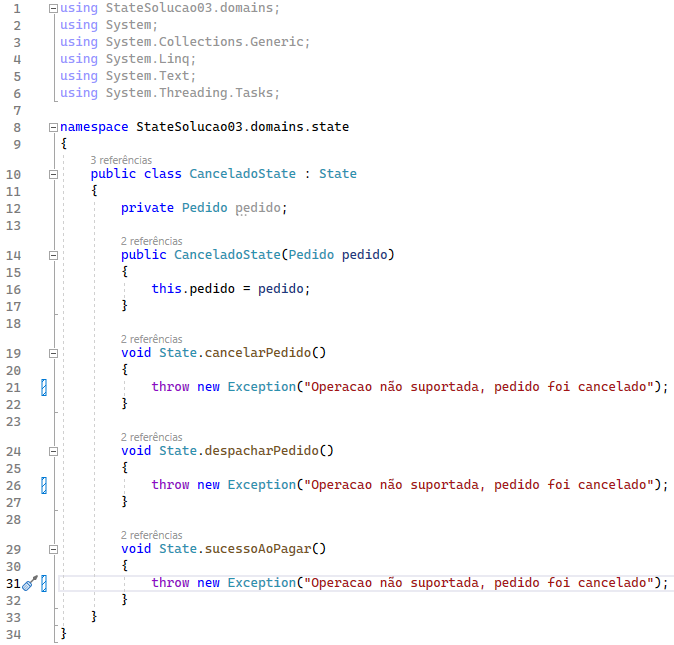 1 using StateSolucao03.domains;
2 using System;
3 using System.Collections.Generic;
4 using System.Linq;
5 using System.Text;
6 using System.Threading.Tasks;
7
8 namespace StateSolucao03.domains.state
9 {
3 referências
10 public class CanceladoState : State
11 {
12 private Pedido pedido;
13
2 referências
14 public CanceladoState(Pedido pedido)
15 {
16 this.pedido = pedido;
17 }
18
2 referências
19 void State.cancelarPedido()
20 {
21 throw new Exception("Operacao não suportada, pedido foi cancelado");
22 }
23
2 referências
24 void State.despacharPedido()
25 {
26 throw new Exception("Operacao não suportada, pedido foi cancelado");
27 }
28
2 referências
29 void State.sucessoAoPagar()
30 {
31 throw new Exception("Operacao não suportada, pedido foi cancelado");
32 }
33 }
34 }